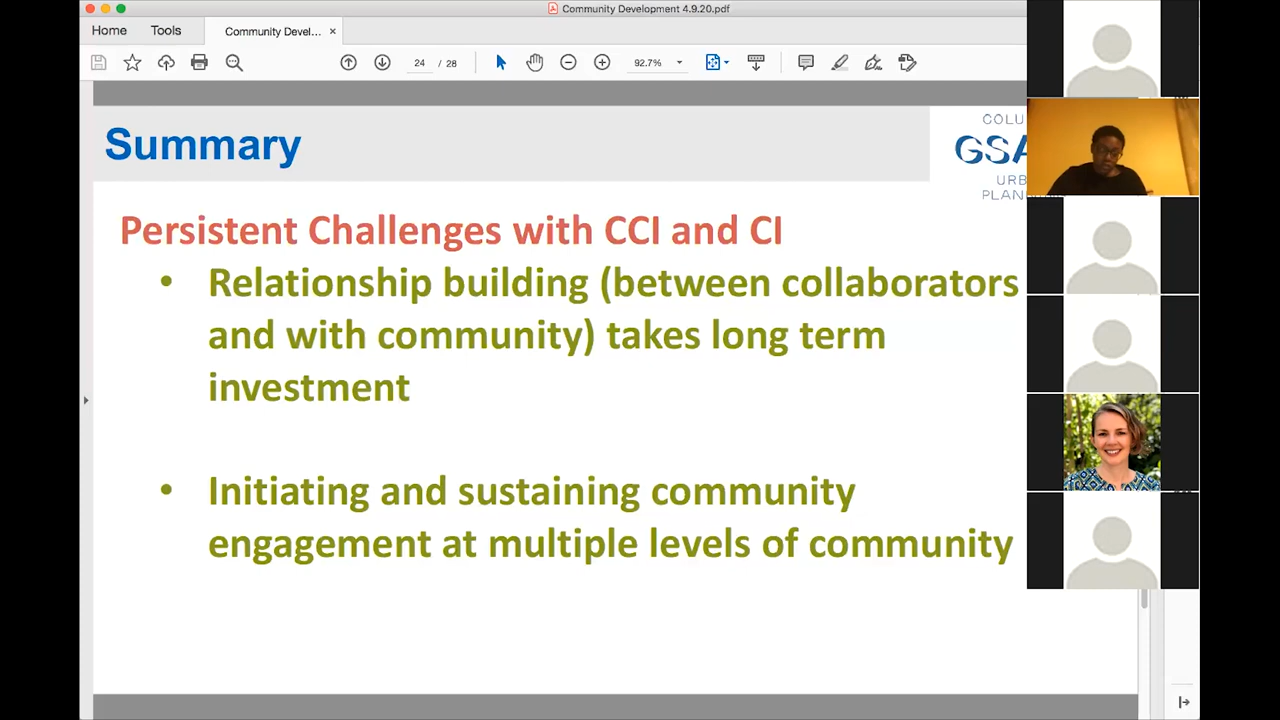 Community Development 4.9.20.pdf
Home Tools Community Devel... ×
24 / 28 92.7%
Summary
COLU
GSA
URB
PLAN
Persistent Challenges with CCI and CI
• Relationship building (between collaborators
and with community) takes long term
investment
• Initiating and sustaining community
engagement at multiple levels of community